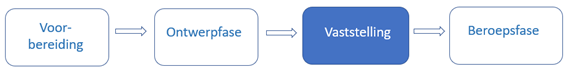 Voor-
bereiding
Ontwerpfase
Vaststelling
Beroepsfase